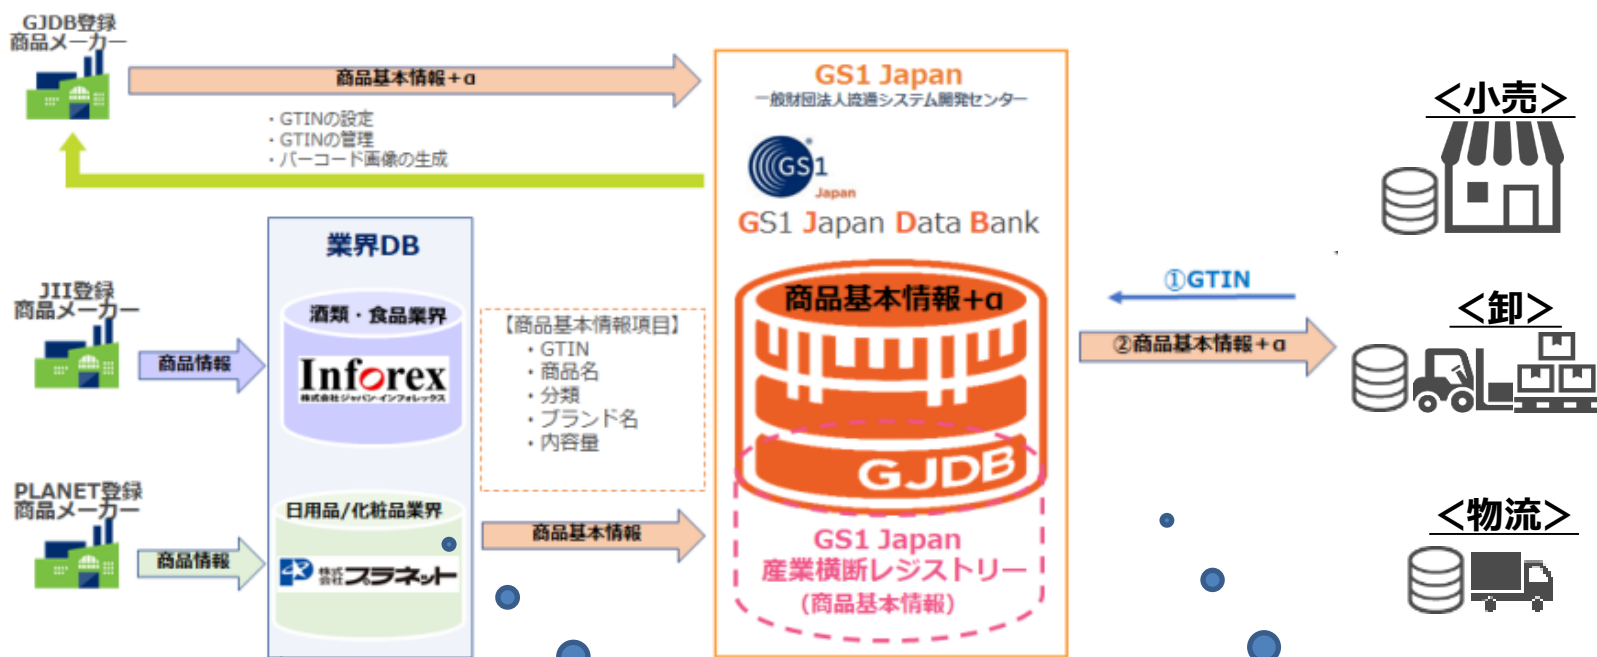 GJDB登録
商品メーカー
商品基本情報+α
・GTINの設定
・GTINの管理
・バーコード画像の生成
GS1 Japan
一般財団法人流通システム開発センター
GS1
Japan
GS1 Japan Data Bank
商品基本情報+α
GJDB
GS1 Japan
産業横断レジストリー
(商品基本情報)
業界DB
JII登録
商品メーカー
商品情報
酒類・食品業界
Inforex
株式会社ジャパン・インフォレックス
【商品基本情報項目】
・GTIN
・商品名
・分類
・ブランド名
・内容量
PLANET登録
商品メーカー
商品情報
日用品/化粧品業界
株式会社プラネット
商品基本情報
①GTIN
②商品基本情報+α
<小売>
<卸>
<物流>